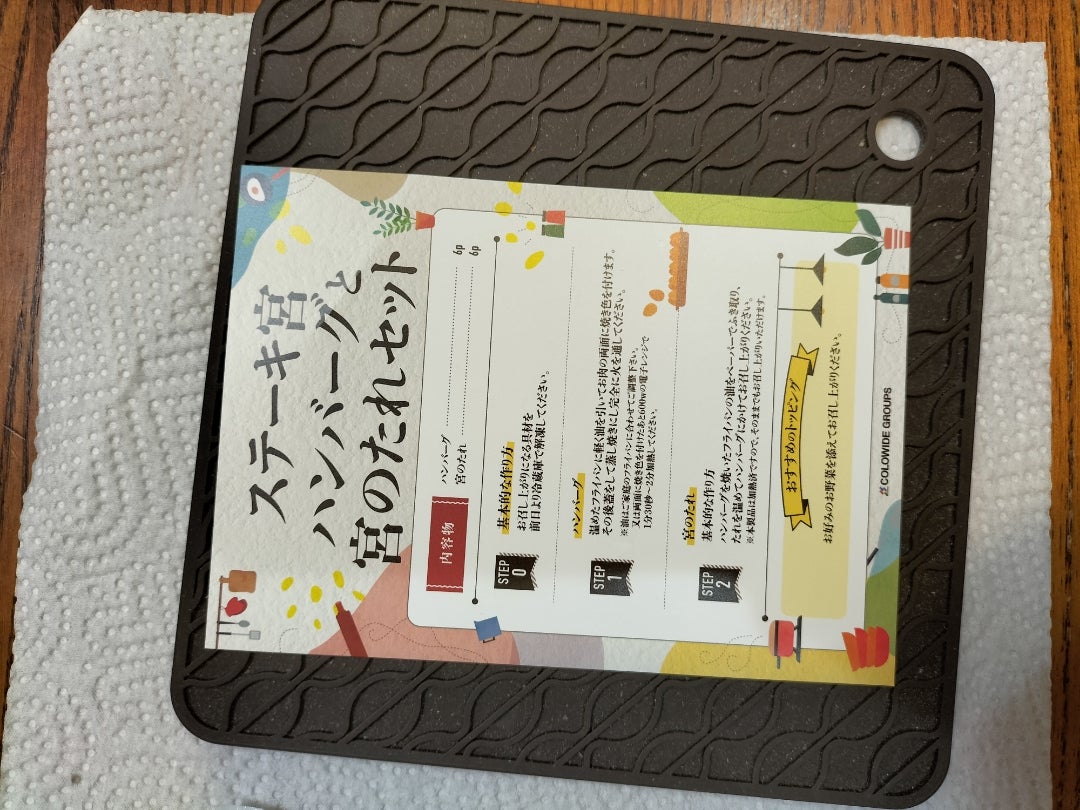 ステーキ宮
ハンバーグと
宮のたれセット
内容物
ハンバーグ ………… 6p
宮のたれ ………… 6p
STEP
0
基本的な作り方
お召し上がりになる具材を
前日より冷蔵庫で解凍してください。
STEP
1
ハンバーグ
温めたフライパンに軽く油を引いてお肉の両面に焼き色を付けます。
その後蓋をして蒸し焼きにし完全に火を通してください。
※油はご家庭のフライパンに合わせてご調整下さい。
又は両面に焼き色を付けたあと600wの電子レンジで
1分30秒~2分加熱してください。
STEP
2
宮のたれ
基本的な作り方
ハンバーグを焼いたフライパンの油をペーパーでふき取り、
たれを温めてハンバーグにかけてお召し上がりください。
※本製品は加熱済ですので、そのままでもお召し上がりいただけます。
おすすめのトッピング
お好みのお野菜を添えてお召し上がりください。
COLOWIDE GROUPS